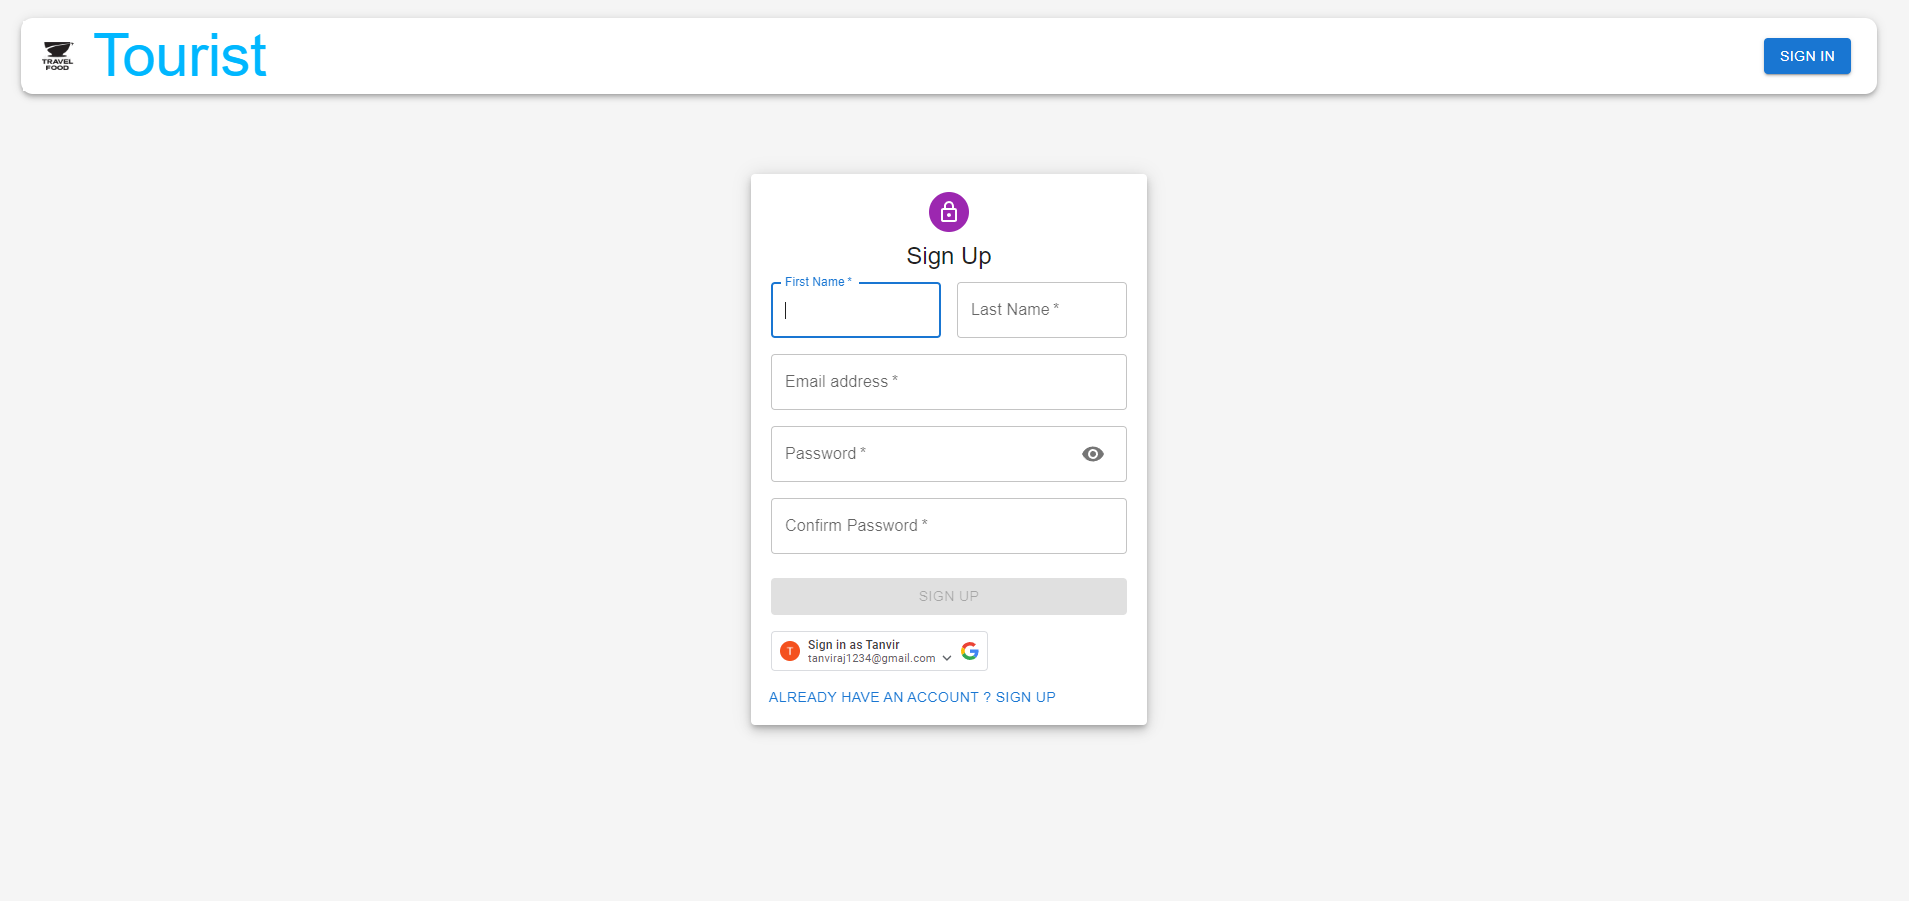 TRAVEL
FOOD
Tourist
SIGN IN
Sign Up
First Name *
Last Name *
Email address *
Password *
Confirm Password *
SIGN UP
T
Sign in as Tanvir
tanviraj1234@gmail.com
ALREADY HAVE AN ACCOUNT ? SIGN UP